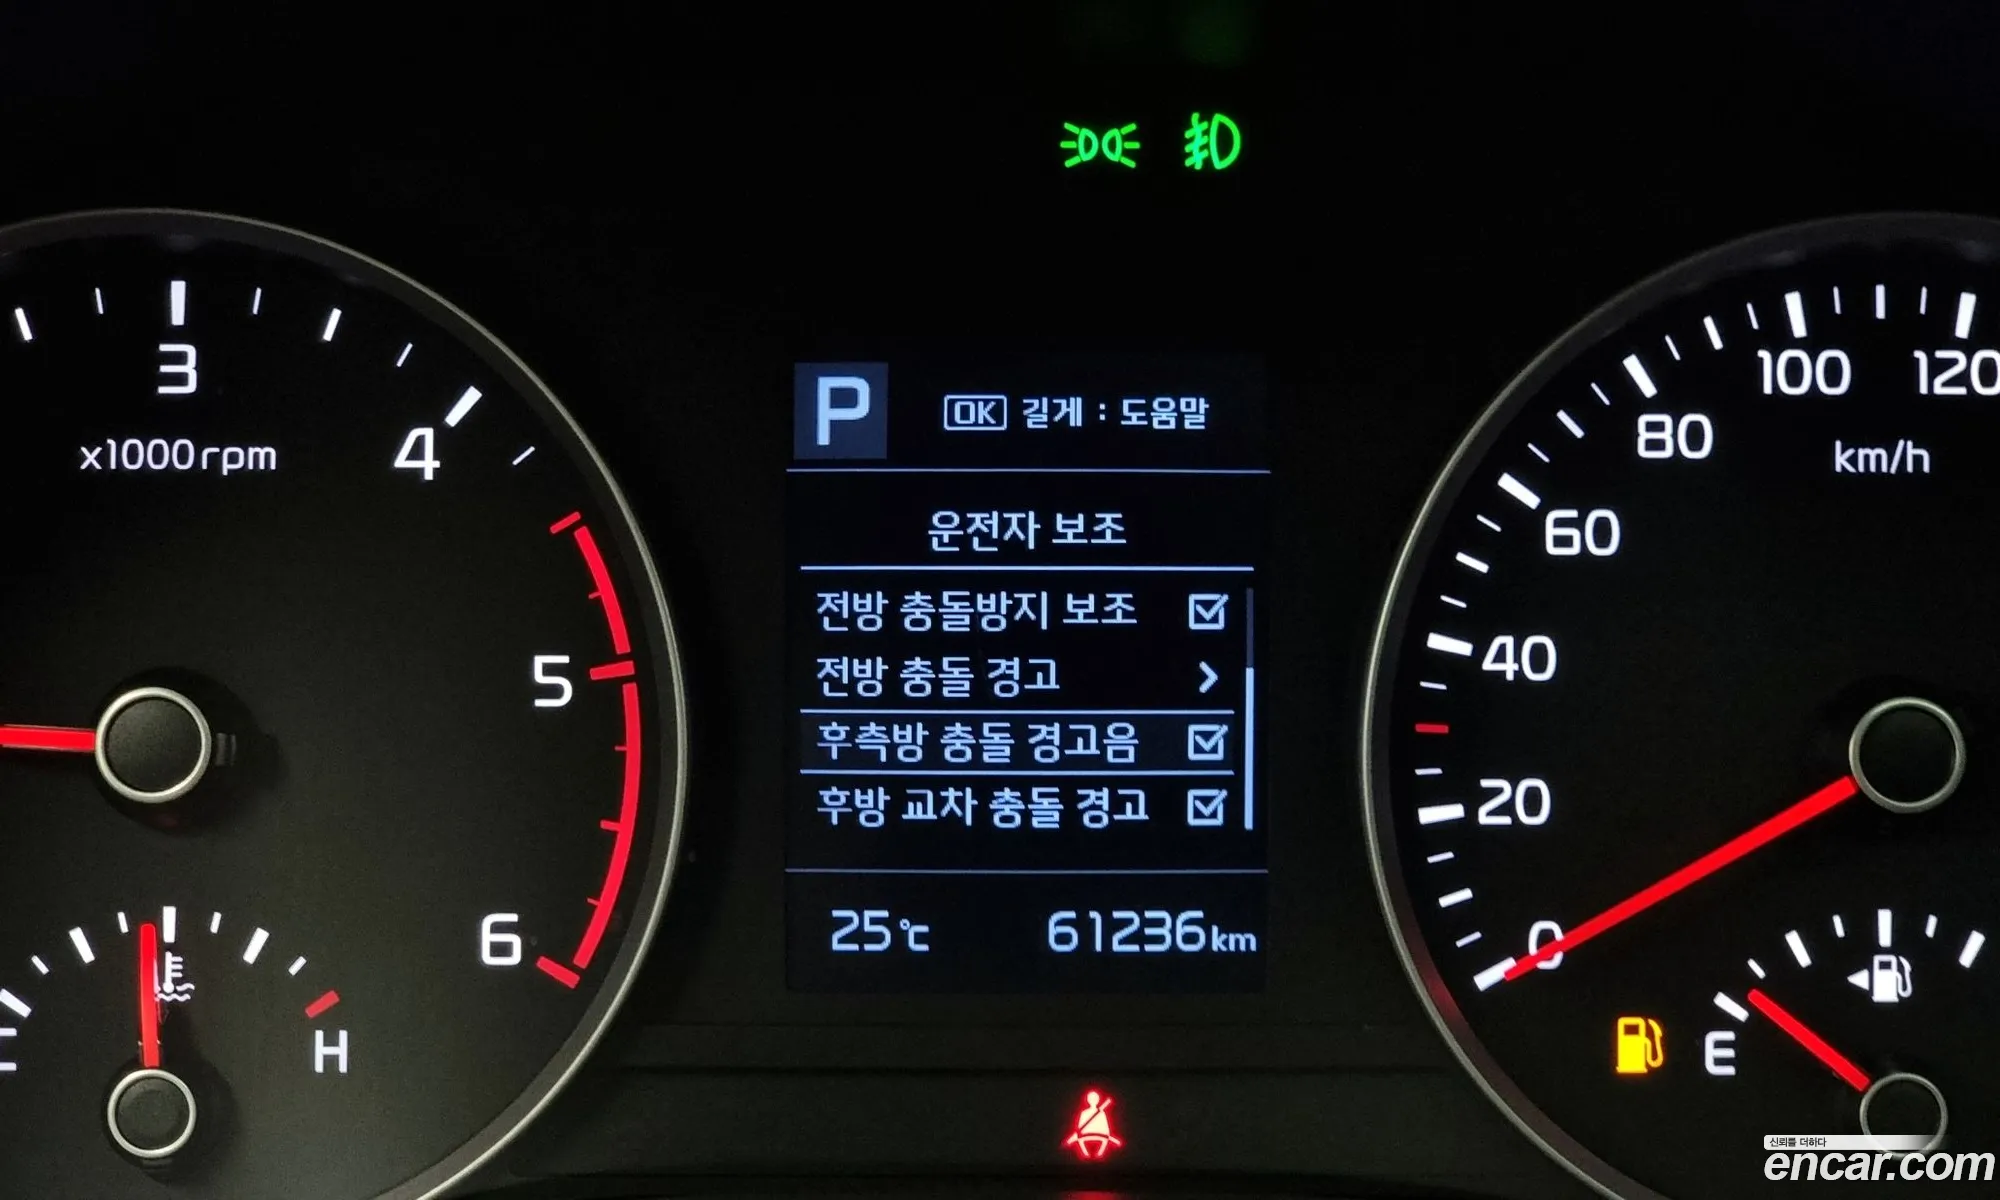 3
4
x1000rpm
5
6
H
P
OK 길게 : 도움말
운전자 보조
전방 충돌방지 보조
전방 충돌 경고
후측방 충돌 경고음
후방 교차 충돌 경고
25℃ 61236km
120
100
80
km/h
60
40
20
0
E
신뢰를 더하다
encar.com